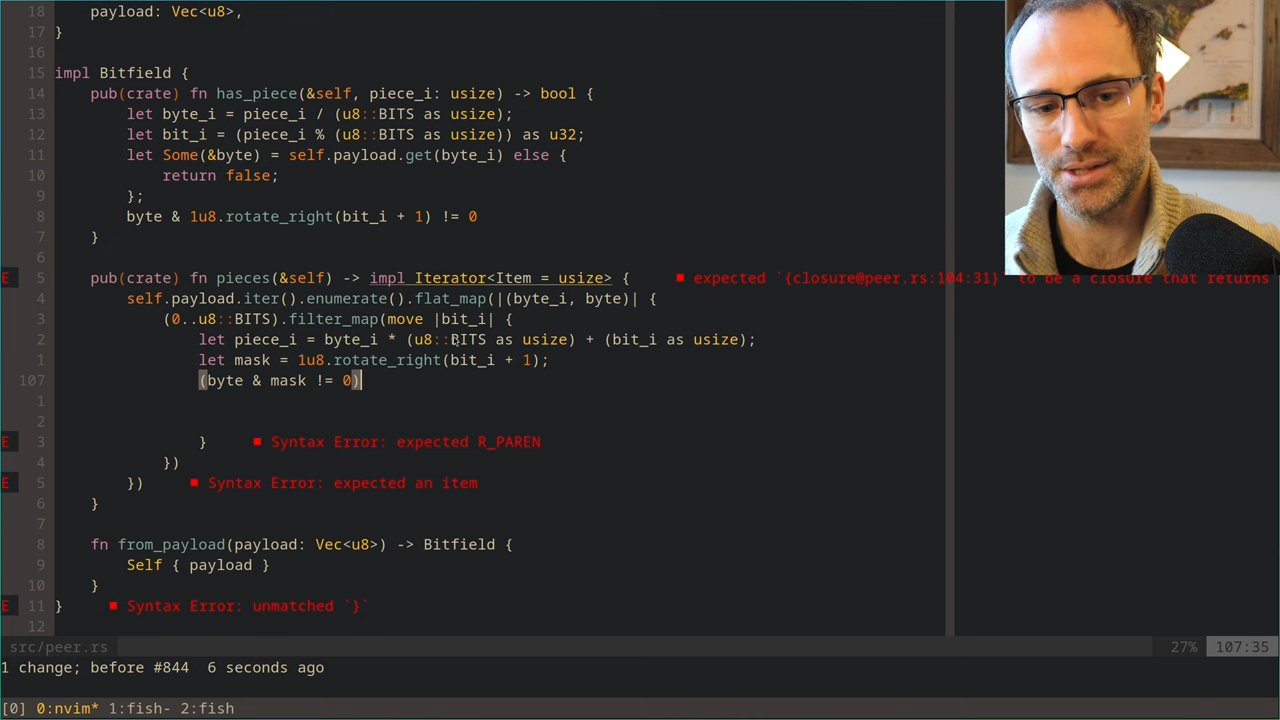 18     payload: Vec<u8>,
17 }
16
15 impl Bitfield {
14     pub(crate) fn has_piece(&self, piece_i: usize) -> bool {
13         let byte_i = piece_i / (u8::BITS as usize);
12         let bit_i = (piece_i % (u8::BITS as usize)) as u32;
11         let Some(&byte) = self.payload.get(byte_i) else {
10             return false;
9         };
8         byte & 1u8.rotate_right(bit_i + 1) != 0
7     }
6
E 5     pub(crate) fn pieces(&self) -> impl Iterator<Item = usize> {     ■ expected `{closure@peer.rs:104:31}` to be a closure that returns
4         self.payload.iter().enumerate().flat_map(|(byte_i, byte)| {
3             (0..u8::BITS).filter_map(move |bit_i| {
2                 let piece_i = byte_i * (u8::BITS as usize) + (bit_i as usize);
1                 let mask = 1u8.rotate_right(bit_i + 1);
107                 (byte & mask != 0)
1
2
E 3                 }     ■ Syntax Error: expected R_PAREN
4             })
E 5         })     ■ Syntax Error: expected an item
6     }
7
8     fn from_payload(payload: Vec<u8>) -> Bitfield {
9         Self { payload }
10     }
E 11 }     ■ Syntax Error: unmatched `}`
12
src/peer.rs 27% 107:35
1 change; before #844  6 seconds ago
[0] 0:nvim* 1:fish- 2:fish